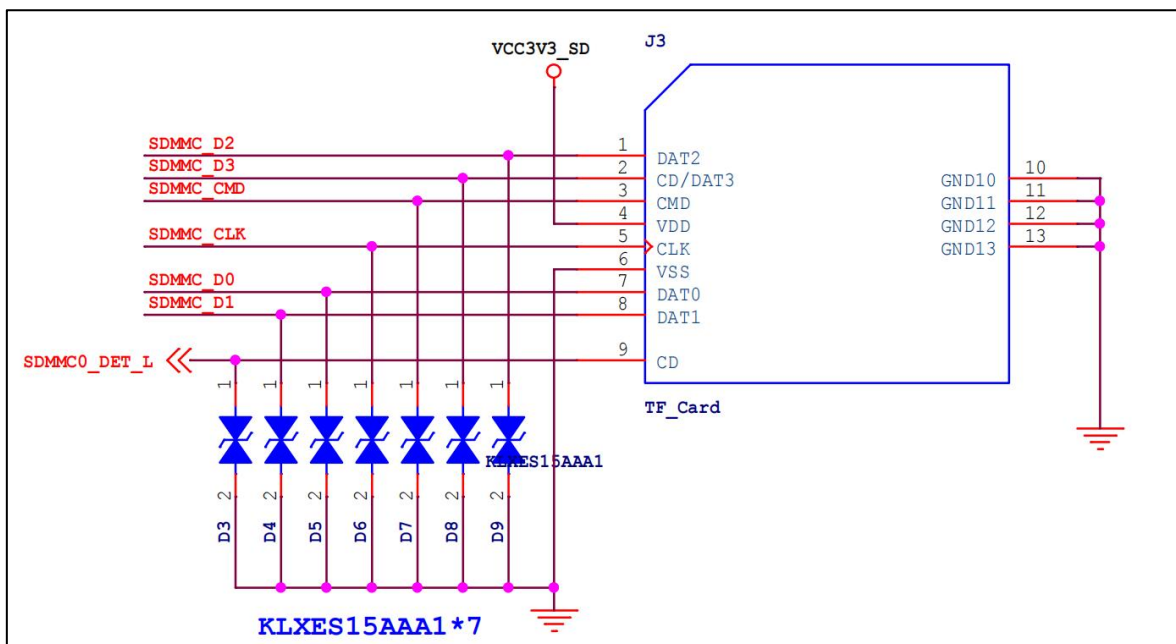 VCC3V3_SD
J3
SDMMC_D2
1
DAT2
SDMMC_D3
2
CD/DAT3
GND10
10
SDMMC_CMD
3
CMD
GND11
11
4
VDD
GND12
12
SDMMC_CLK
5
CLK
GND13
13
6
VSS
SDMMC_D0
7
DAT0
SDMMC_D1
8
DAT1
SDMMC0_DET_L
9
CD
1 1 1 1 1 1 1
TF_Card
KLXES15AAA1
2 2 2 2 2 2 2
D3 D4 D5 D6 D7 D8 D9
KLXES15AAA1*7